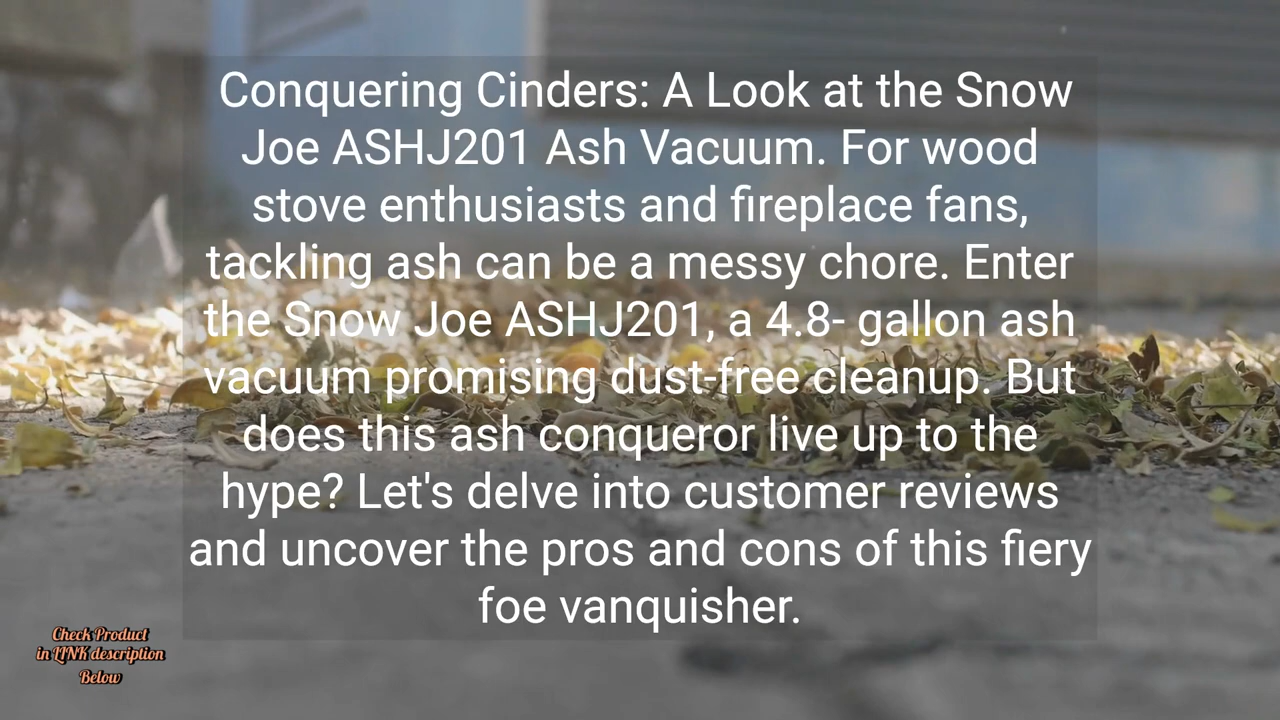 Conquering Cinders: A Look at the Snow
Joe ASHJ201 Ash Vacuum. For wood
stove enthusiasts and fireplace fans,
tackling ash can be a messy chore. Enter
the Snow Joe ASHJ201, a 4.8- gallon ash
vacuum promising dust-free cleanup. But
does this ash conqueror live up to the
hype? Let's delve into customer reviews
and uncover the pros and cons of this fiery
foe vanquisher.
Check Product
in LINK description
Below